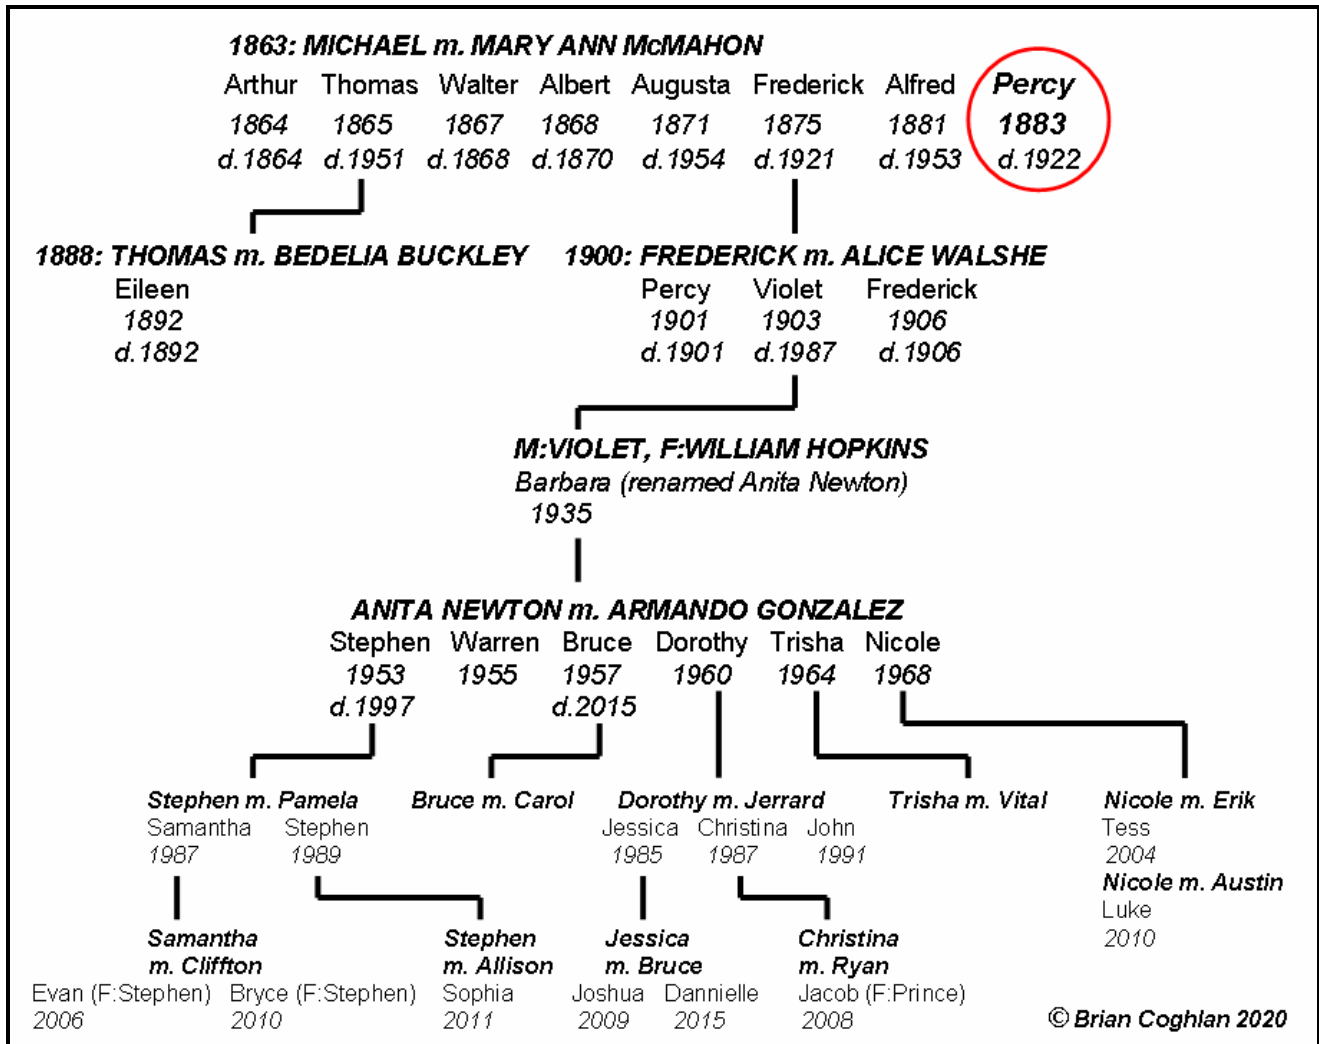 1863: MICHAEL m. MARY ANN McMAHON
Arthur Thomas Walter Albert Augusta Frederick Alfred Percy
1864 1865 1867 1868 1871 1875 1881 1883
d.1864 d.1951 d.1868 d.1870 d.1954 d.1921 d.1953 d.1922
1888: THOMAS m. BEDELIA BUCKLEY 1900: FREDERICK m. ALICE WALSHE
Eileen Percy Violet Frederick
1892 1901 1903 1906
d.1892 d.1901 d.1987 d.1906
M:VIOLET, F:WILLIAM HOPKINS
Barbara (renamed Anita Newton)
1935
ANITA NEWTON m. ARMANDO GONZALEZ
Stephen Warren Bruce Dorothy Trisha Nicole
1953 1955 1957 1960 1964 1968
d.1997 d.2015
Stephen m. Pamela Bruce m. Carol Dorothy m. Jerrard Trisha m. Vital Nicole m. Erik
Samantha Stephen Jessica Christina John Tess
1987 1989 1985 1987 1991 2004
Nicole m. Austin
Luke
2010
Samantha Stephen Jessica Christina
m. Cliffton m. Allison m. Bruce m. Ryan
Evan (F:Stephen) Bryce (F:Stephen) Sophia Joshua Dannielle Jacob (F:Prince)
2006 2010 2011 2009 2015 2008
© Brian Coghlan 2020